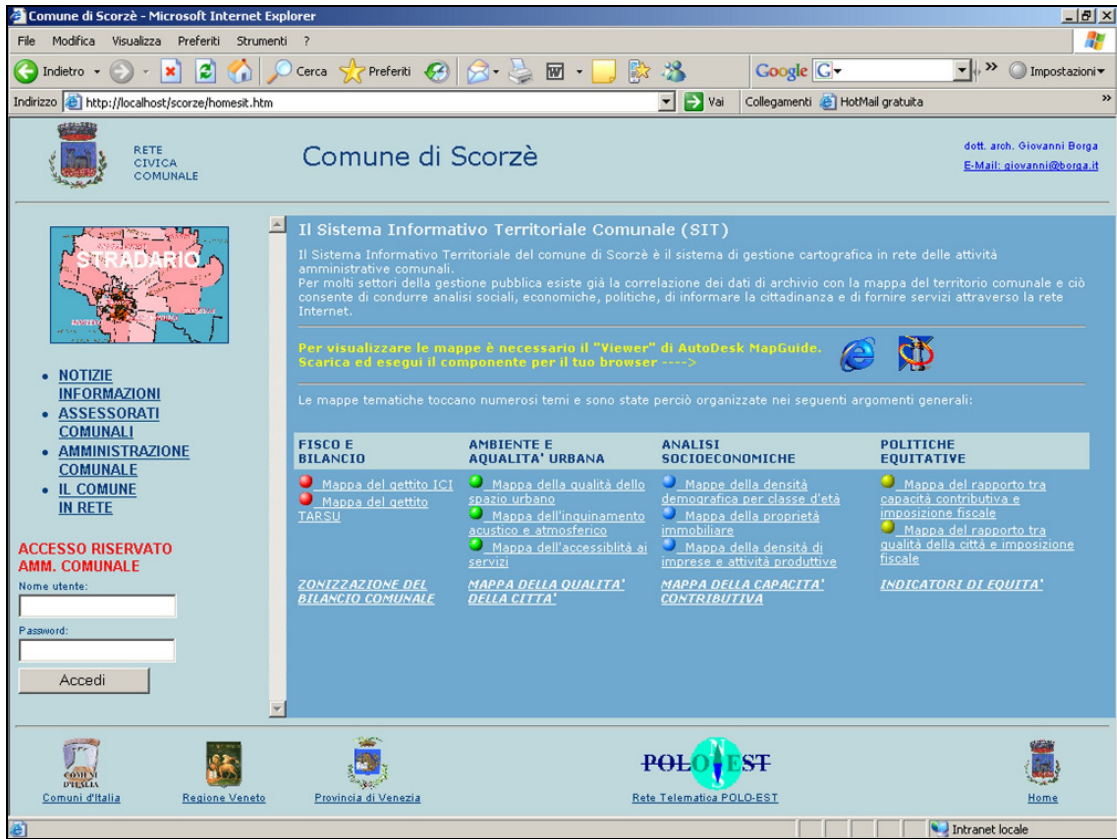 Comune di Scorzè - Microsoft Internet Explorer
File Modifica Visualizza Preferiti Strumenti ?
Indietro Cerca Preferiti Google G Impostazioni
Indirizzo http://localhost/scorze/homesit.htm Vai Collegamenti HotMail gratuita
RETE
CIVICA
COMUNALE
Comune di Scorzè
dott. arch. Giovanni Borga
E-Mail: giovanni@borga.it
STRADARIO
• NOTIZIE
INFORMAZIONI
• ASSESSORATI
COMUNALI
• AMMINISTRAZIONE
COMUNALE
• IL COMUNE
IN RETE
ACCESSO RISERVATO
AMM. COMUNALE
Nome utente:
Password:
Accedi
Il Sistema Informativo Territoriale Comunale (SIT)
Il Sistema Informativo Territoriale del comune di Scorzè è il sistema di gestione cartografica in rete delle attività
amministrative comunali.
Per molti settori della gestione pubblica esiste già la correlazione dei dati di archivio con la mappa del territorio comunale e ciò
consente di condurre analisi sociali, economiche, politiche, di informare la cittadinanza e di fornire servizi attraverso la rete
Internet.
Per visualizzare le mappe è necessario il "Viewer" di AutoDesk MapGuide.
Scarica ed esegui il componente per il tuo browser ---->
Le mappe tematiche toccano numerosi temi e sono state perciò organizzate nei seguenti argomenti generali:
FISCO E
BILANCIO
Mappa del gettito ICI
Mappa del gettito
TARSU
ZONIZZAZIONE DEL
BILANCIO COMUNALE
AMBIENTE E
AQUALITA' URBANA
Mappa della qualità dello
spazio urbano
Mappa dell'inquinamento
acustico e atmosferico
Mappa dell'accessiblità ai
servizi
MAPPA DELLA QUALITA'
DELLA CITTA'
ANALISI
SOCIOECONOMICHE
Mappe della densità
demografica per classe d'età
Mappa della proprietà
immobiliare
Mappa della densità di
imprese e attività produttive
MAPPA DELLA CAPACITA'
CONTRIBUTIVA
POLITICHE
EQUITATIVE
Mappa del rapporto tra
capacità contributiva e
imposizione fiscale
Mappa del rapporto tra
qualità della città e imposizione
fiscale
INDICATORI DI EQUITA'
COMUNI
D'ITALIA
Comuni d'Italia
Regione Veneto
Provincia di Venezia
POLO EST
Rete Telematica POLO-EST
Home
Intranet locale